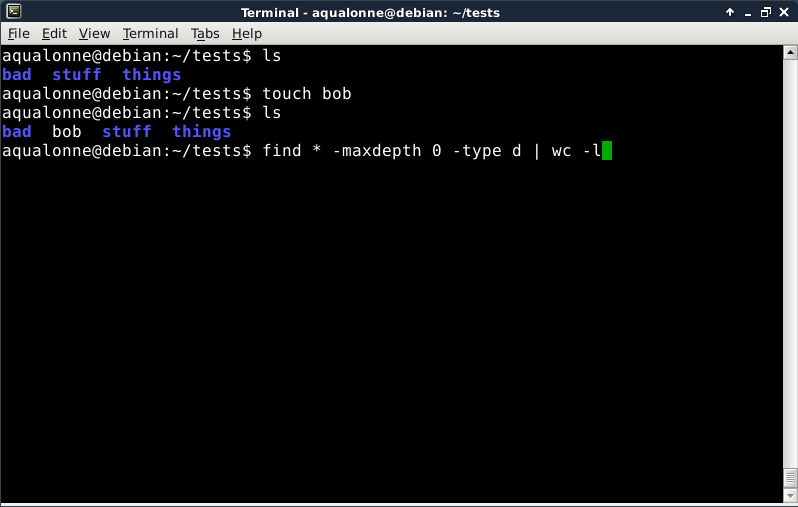 Terminal - aqualonne@debian: ~/tests
File Edit View Terminal Tabs Help
aqualonne@debian:~/tests$ ls
bad  stuff  things
aqualonne@debian:~/tests$ touch bob
aqualonne@debian:~/tests$ ls
bad  bob  stuff  things
aqualonne@debian:~/tests$ find * -maxdepth 0 -type d | wc -l